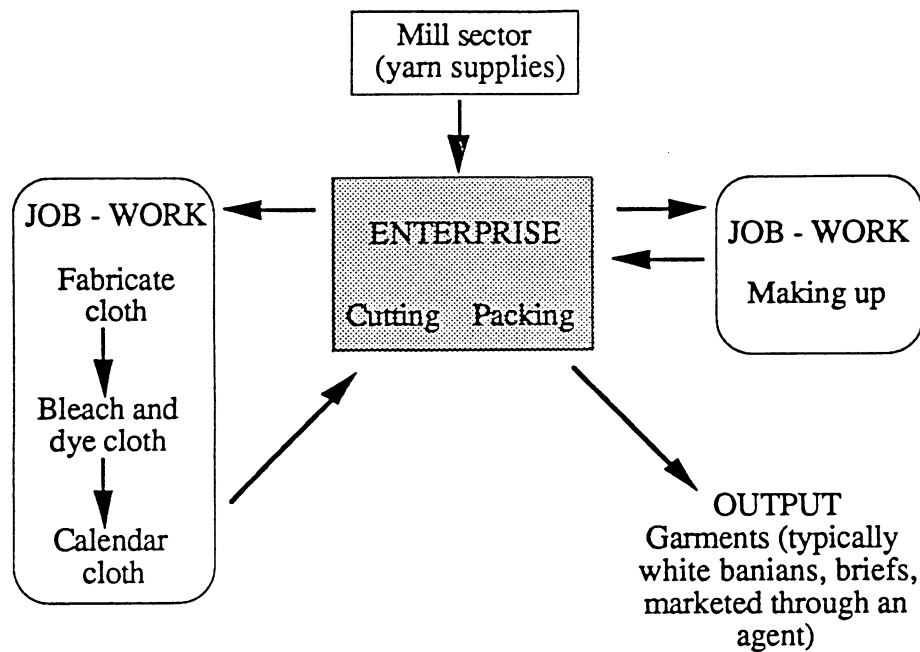 Mill sector
(yarn supplies)
JOB - WORK
Fabricate
cloth
Bleach and
dye cloth
Calendar
cloth
ENTERPRISE
Cutting Packing
JOB - WORK
Making up
OUTPUT
Garments (typically
white banians, briefs,
marketed through an
agent)